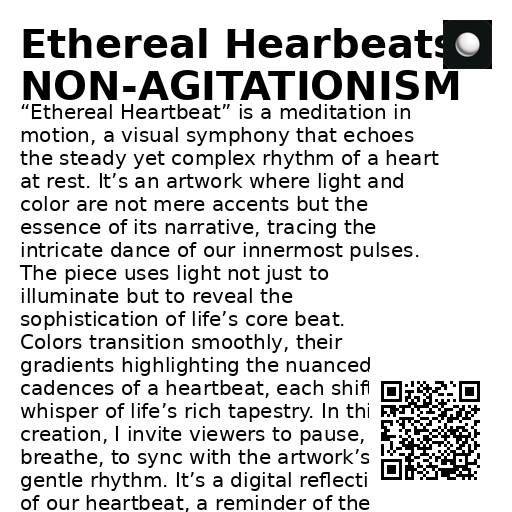 Ethereal Hearbeats
NON-AGITATIONISM
“Ethereal Heartbeat” is a meditation in
motion, a visual symphony that echoes
the steady yet complex rhythm of a heart
at rest. It’s an artwork where light and
color are not mere accents but the
essence of its narrative, tracing the
intricate dance of our innermost pulses.
The piece uses light not just to
illuminate but to reveal the
sophistication of life’s core beat.
Colors transition smoothly, their
gradients highlighting the nuanced
cadences of a heartbeat, each
whisper of life’s rich tapestry. In
creation, I invite viewers to pause,
breathe, to sync with the artwork’s
gentle rhythm. It’s a digital
of our heartbeat, a reminder of the